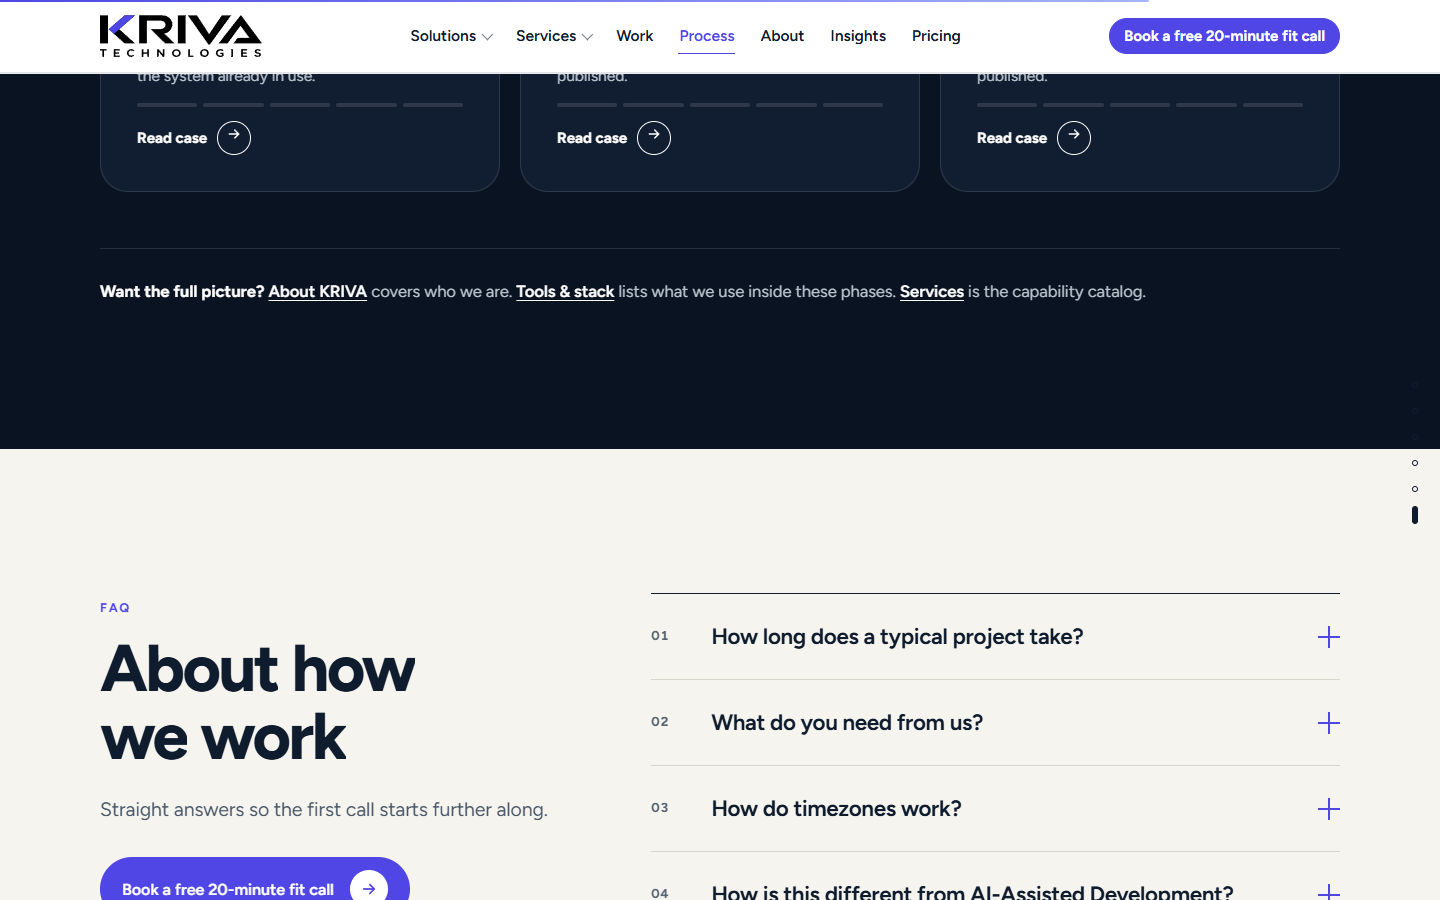 KRIVA
TECHNOLOGIES
Solutions Services Work Process About Insights Pricing
Book a free 20-minute fit call
the system already in use.
published.
published.
Read case
Read case
Read case
Want the full picture? About KRIVA covers who we are. Tools & stack lists what we use inside these phases. Services is the capability catalog.
FAQ
About how
we work
Straight answers so the first call starts further along.
Book a free 20-minute fit call
01 How long does a typical project take?
02 What do you need from us?
03 How do timezones work?
04 How is this different from AI-Assisted Development?